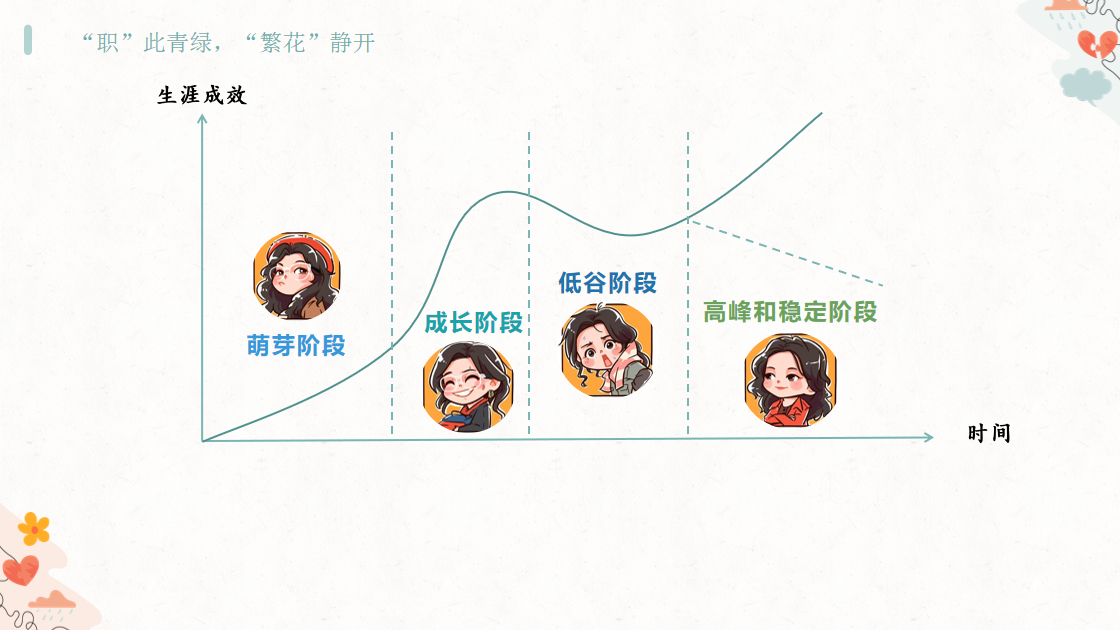 “职”此青绿，“繁花”静开
生涯成效
萌芽阶段
成长阶段
低谷阶段
高峰和稳定阶段
时间